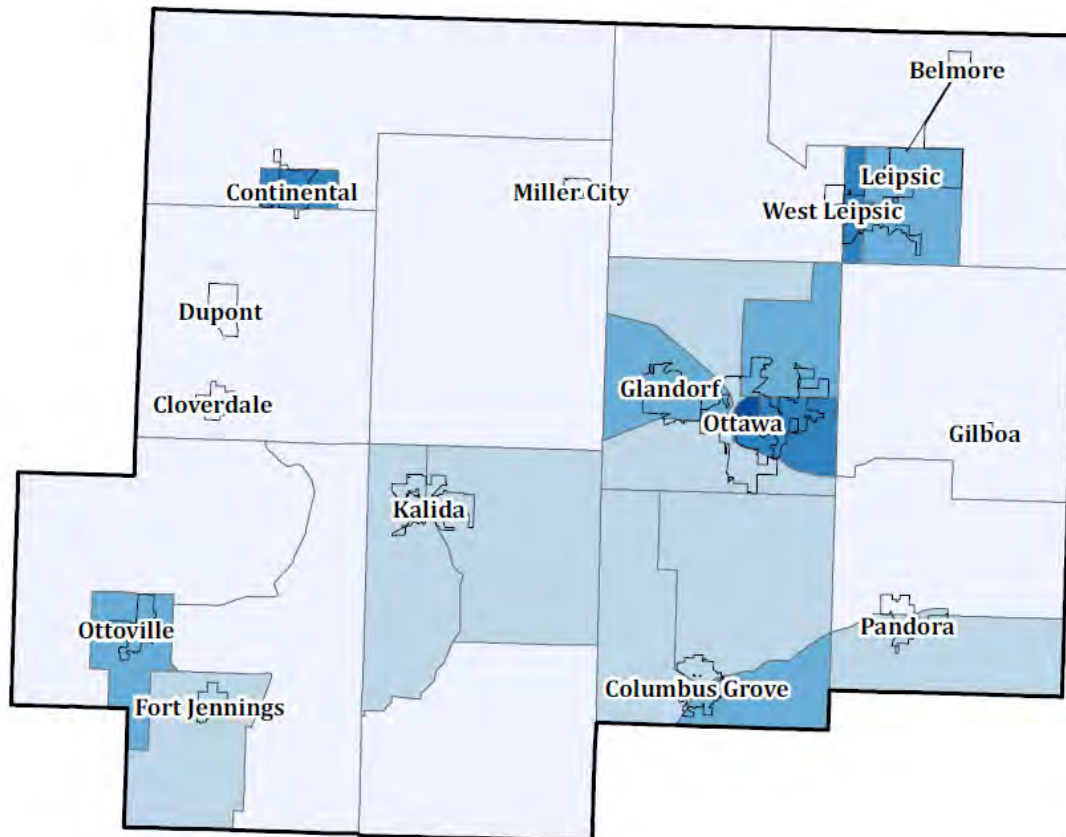 Belmore
Continental
Miller City
Leipsic
West Leipsic
Dupont
Cloverdale
Glandorf
Ottawa
Gilboa
Kalida
Ottoville
Pandora
Fort Jennings
Columbus Grove